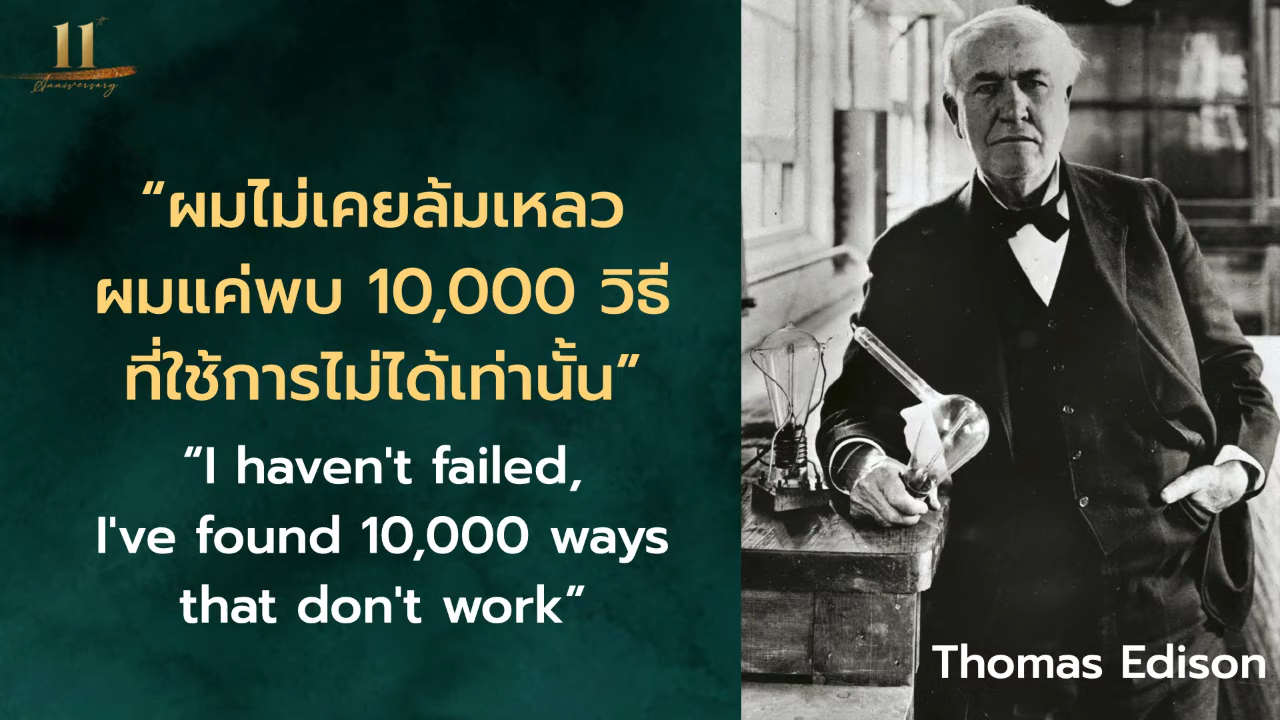 11th
Anniversary
“ผมไม่เคยล้มเหลว
ผมแค่พบ 10,000 วิธี
ที่ใช้การไม่ได้เท่านั้น”
“I haven't failed,
I've found 10,000 ways
that don't work”
Thomas Edison